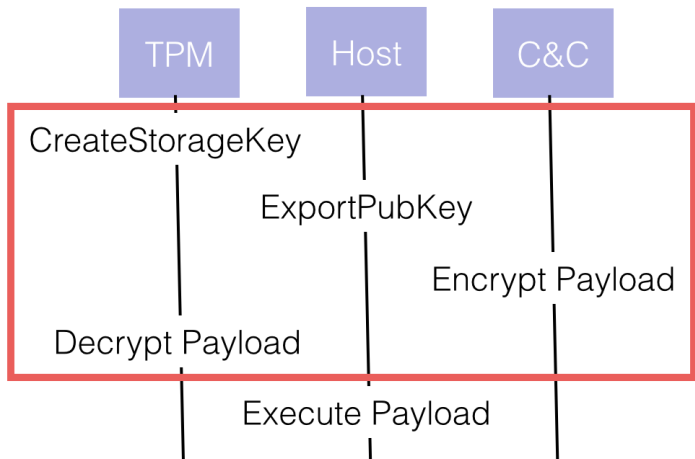 TPM
Host
C&C
CreateStorageKey
ExportPubKey
Encrypt Payload
Decrypt Payload
Execute Payload